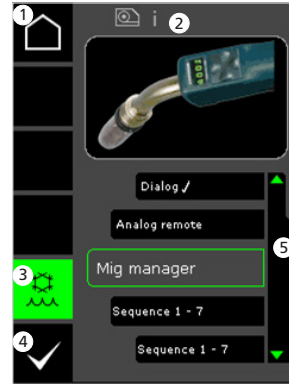 1
2
i
Dialog ✓
Analog remote
Mig manager
3
5
Sequence 1 - 7
4
Sequence 1 - 7